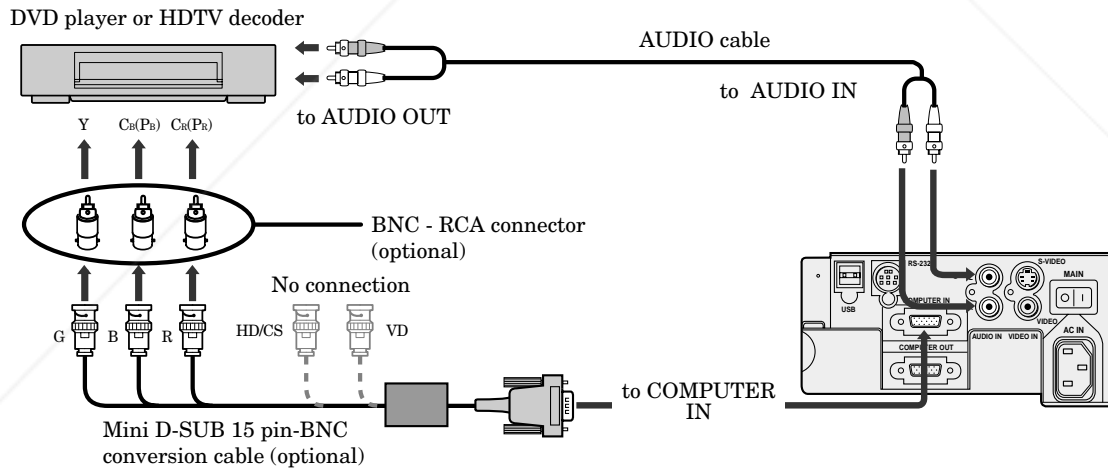 DVD player or HDTV decoder
AUDIO cable
to AUDIO IN
to AUDIO OUT
Y CB(PB) CR(PR)
BNC - RCA connector
(optional)
No connection
G B R HD/CS VD
Mini D-SUB 15 pin-BNC
conversion cable (optional)
to COMPUTER
IN
RS-232
S-VIDEO
MAIN
USB
COMPUTER IN
VIDEO
AUDIO IN VIDEO IN
AC IN
COMPUTER OUT